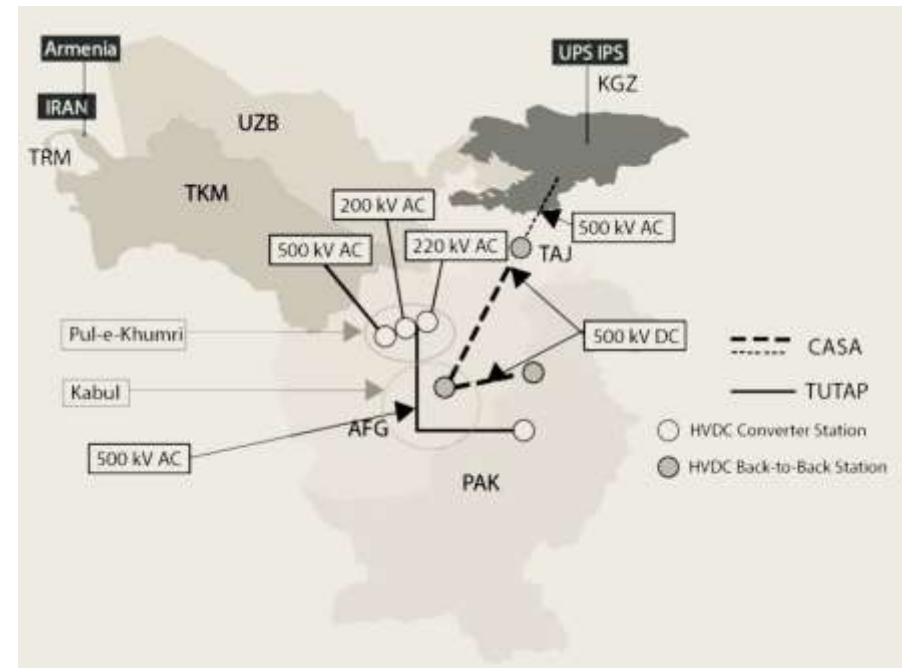 Armenia
UPS IPS
KGZ
IRAN
UZB
TRM
TKM
200 kV AC
500 kV AC
220 kV AC
500 kV AC
TAJ
Pul-e-Khumri
500 kV DC
CASA
Kabul
TUTAP
AFG
HVDC Converter Station
500 kV AC
HVDC Back-to-Back Station
PAK